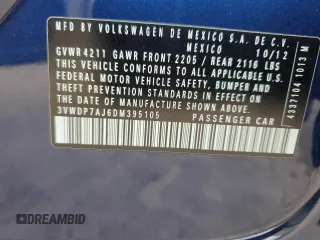 MFD BY VOLKSWAGEN DE MEXICO S.A. DE C.V.
MEXICO 10/12
GVWR 4211 GAWR FRONT 2205 / REAR 2116 LBS
THIS VEHICLE CONFORMS TO ALL APPLICABLE U.S.
FEDERAL MOTOR VEHICLE SAFETY, BUMPER, AND
THEFT PREVENTION STANDARDS IN EFFECT ON
THE DATE OF MANUFACTURE SHOWN ABOVE.
3VWDP7AJ6DM395105 PASSENGER CAR
4337104 1013 M
© DREAMBID